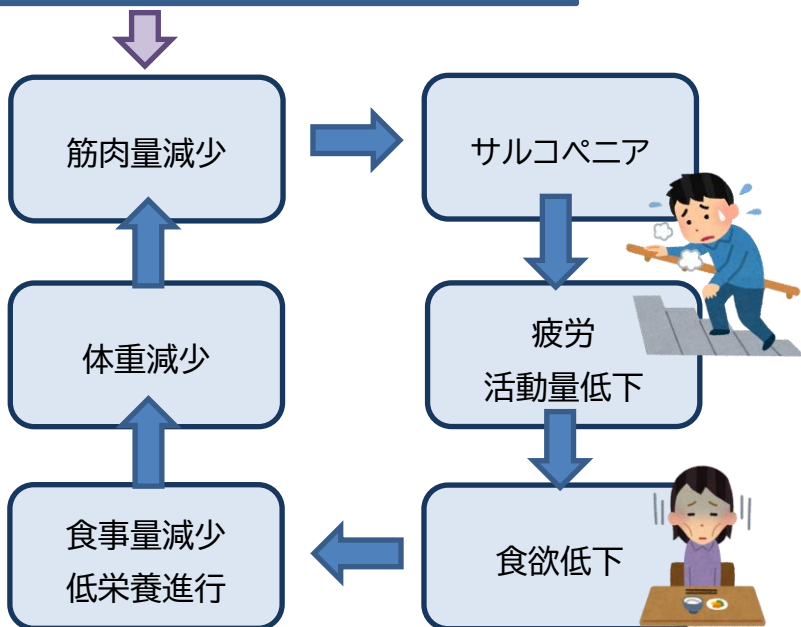 筋肉量減少
サルコペニア
疲労
活動量低下
食欲低下
食事量減少
低栄養進行
体重減少